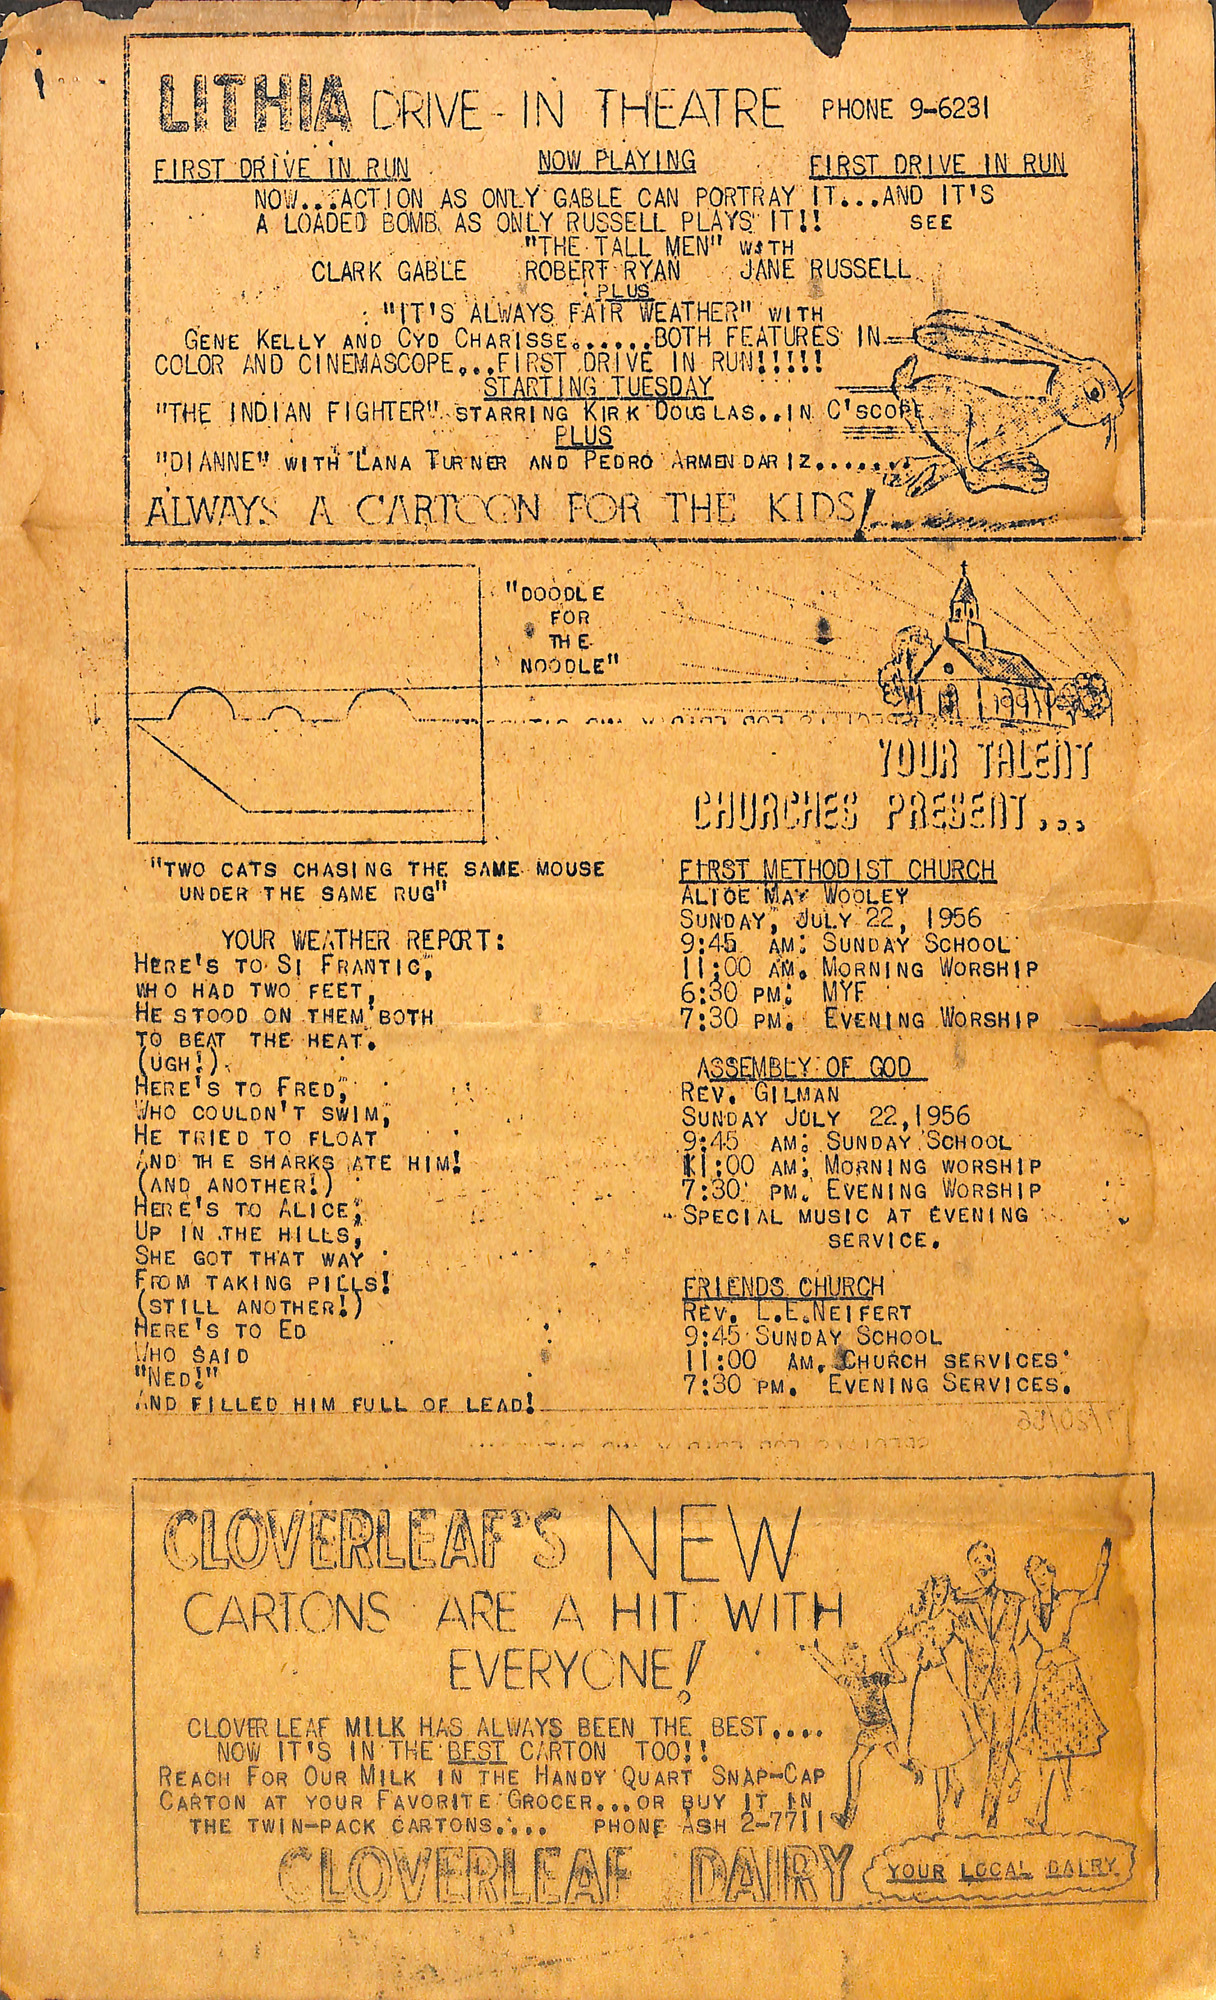 LITHIA DRIVE-IN THEATRE PHONE 9-6231
FIRST DRIVE IN RUN NOW PLAYING FIRST DRIVE IN RUN
NOW...ACTION AS ONLY GABLE CAN PORTRAY IT...AND IT'S
A LOADED BOMB AS ONLY RUSSELL PLAYS IT!! SEE
"THE TALL MEN" WITH
CLARK GABLE ROBERT RYAN JANE RUSSELL
PLUS
"IT'S ALWAYS FAIR WEATHER" WITH
GENE KELLY AND CYD CHARISSE......BOTH FEATURES IN
COLOR AND CINEMASCOPE...FIRST DRIVE IN RUN!!!!!
STARTING TUESDAY
"THE INDIAN FIGHTER" STARRING KIRK DOUGLAS..IN C'SCOPE
PLUS
"DIANNE" WITH LANA TURNER AND PEDRO ARMENDARIZ.......
ALWAYS A CARTOON FOR THE KIDS!
"DOODLE
FOR
THE
NOODLE"
"TWO CATS CHASING THE SAME MOUSE
UNDER THE SAME RUG"
YOUR WEATHER REPORT:
HERE'S TO SI FRANTIC,
WHO HAD TWO FEET,
HE STOOD ON THEM BOTH
TO BEAT THE HEAT.
(UGH!)
HERE'S TO FRED,
WHO COULDN'T SWIM,
HE TRIED TO FLOAT
AND THE SHARKS ATE HIM!
(AND ANOTHER!)
HERE'S TO ALICE,
UP IN THE HILLS,
SHE GOT THAT WAY
FROM TAKING PILLS!
(STILL ANOTHER!)
HERE'S TO ED
WHO SAID
"NED!"
AND FILLED HIM FULL OF LEAD!
YOUR TALENT
CHURCHES PRESENT...
FIRST METHODIST CHURCH
ALICE MAY WOOLEY
SUNDAY, JULY 22, 1956
9:45 AM: SUNDAY SCHOOL
11:00 AM. MORNING WORSHIP
6:30 PM: MYF
7:30 PM. EVENING WORSHIP
ASSEMBLY OF GOD
REV. GILMAN
SUNDAY JULY 22,1956
9:45 AM: SUNDAY SCHOOL
11:00 AM: MORNING WORSHIP
7:30 PM. EVENING WORSHIP
SPECIAL MUSIC AT EVENING
SERVICE.
FRIENDS CHURCH
REV. L.E.NEIFERT
9:45 SUNDAY SCHOOL
11:00 AM. CHURCH SERVICES
7:30 PM. EVENING SERVICES.
7/20/56
CLOVERLEAF'S NEW
CARTONS ARE A HIT WITH
EVERYONE!
CLOVERLEAF MILK HAS ALWAYS BEEN THE BEST....
NOW IT'S IN THE BEST CARTON TOO!!
REACH FOR OUR MILK IN THE HANDY QUART SNAP-CAP
CARTON AT YOUR FAVORITE GROCER...OR BUY IT IN
THE TWIN-PACK CARTONS..... PHONE ASH 2-7711
CLOVERLEAF DAIRY YOUR LOCAL DAIRY